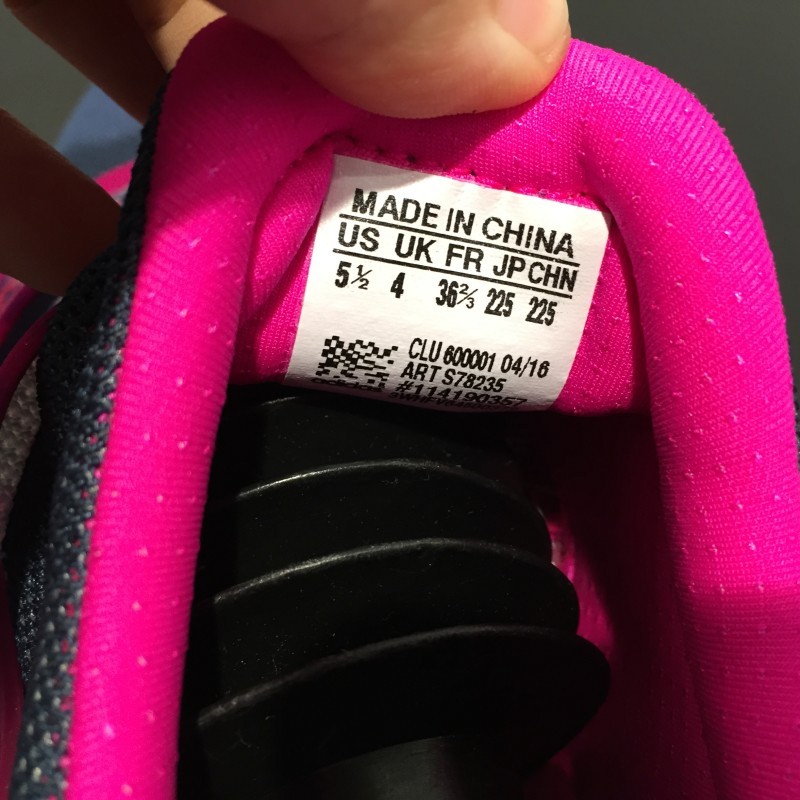 MADE IN CHINA
US UK FR JP CHN
5½ 4 36⅔ 225 225
CLU 600001 04/16
ART S78235
#114190357